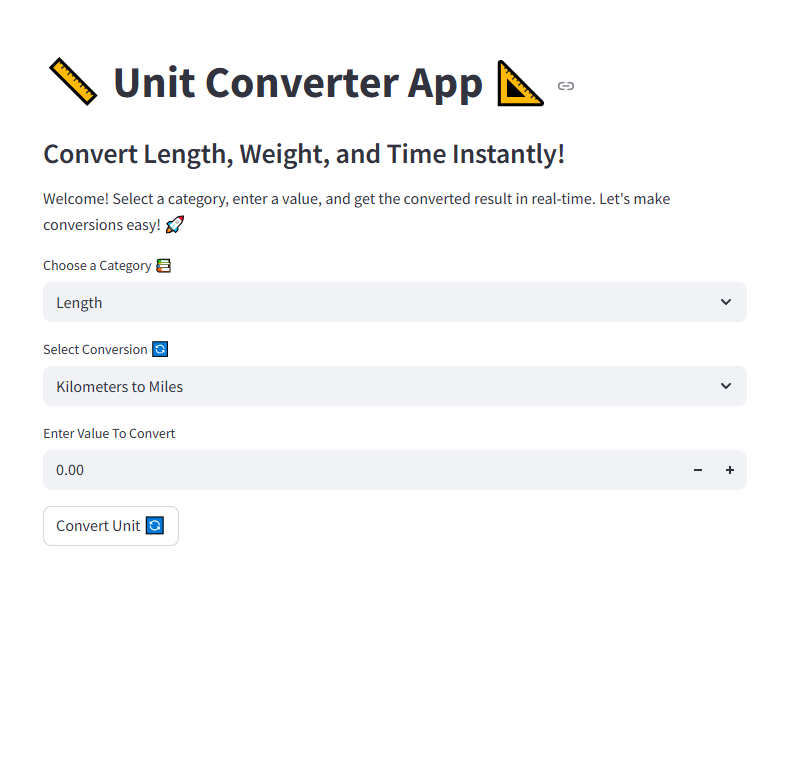 📏 Unit Converter App 📐
Convert Length, Weight, and Time Instantly!
Welcome! Select a category, enter a value, and get the converted result in real-time. Let's make
conversions easy! 🚀
Choose a Category 📚
Length
Select Conversion 🔄
Kilometers to Miles
Enter Value To Convert
0.00
Convert Unit 🔄